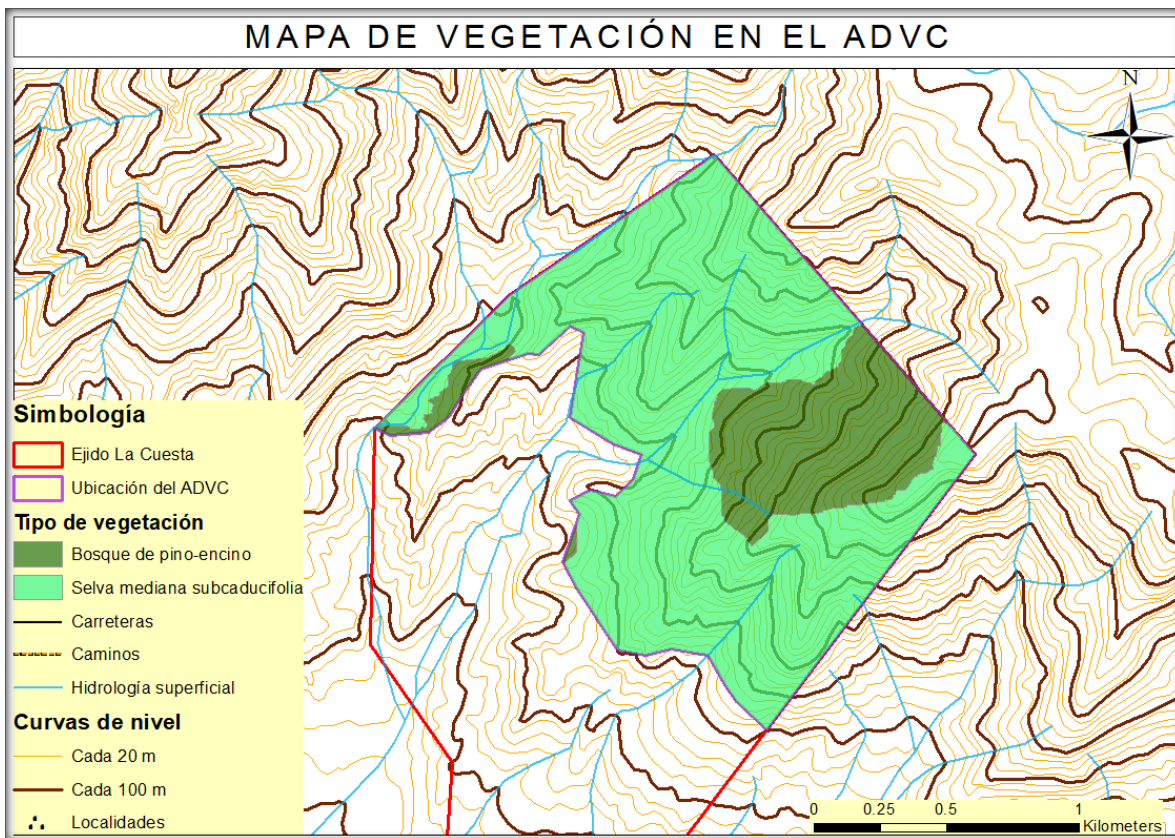 MAPA DE VEGETACIÓN EN EL ADVC
N
Simbología
Ejido La Cuesta
Ubicación del ADVC
Tipo de vegetación
Bosque de pino-encino
Selva mediana subcaducifolia
Carreteras
Caminos
Hidrología superficial
Curvas de nivel
Cada 20 m
Cada 100 m
Localidades
0 0.25 0.5 1
Kilometers